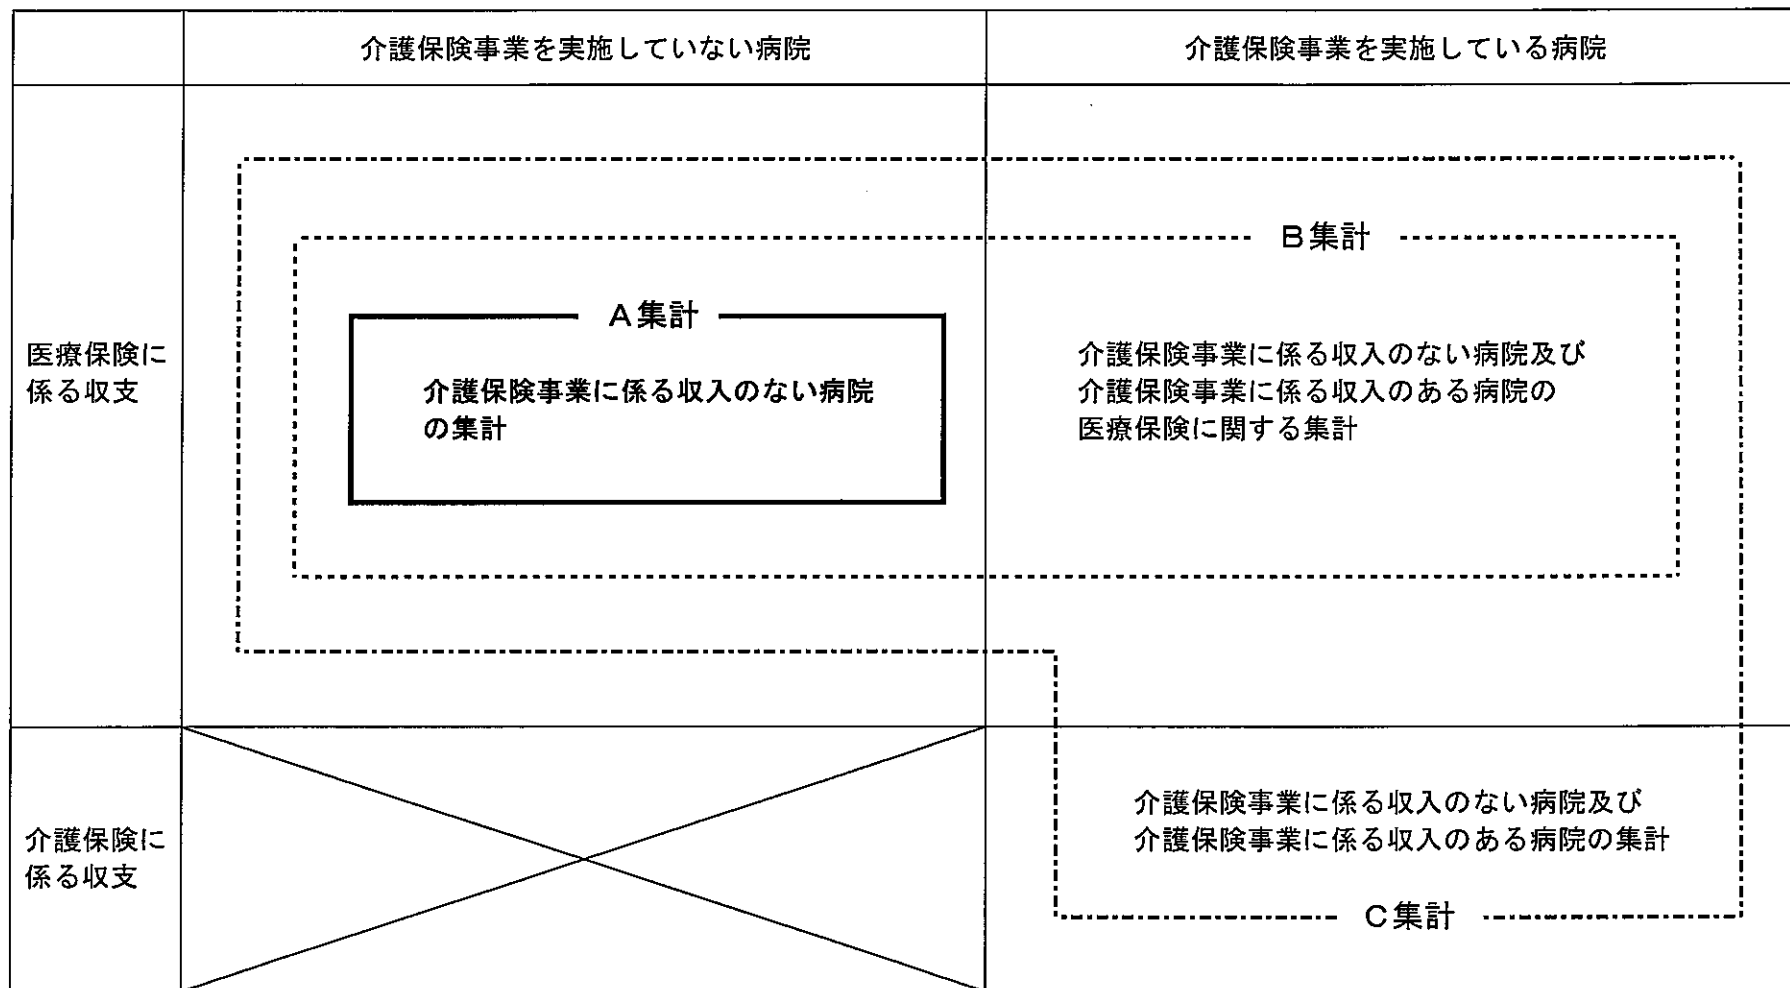 介護保険事業を実施していない病院
介護保険事業を実施している病院
医療保険に
係る収支
B集計
A集計
介護保険事業に係る収入のない病院
の集計
介護保険事業に係る収入のない病院及び
介護保険事業に係る収入のある病院の
医療保険に関する集計
介護保険に
係る収支
介護保険事業に係る収入のない病院及び
介護保険事業に係る収入のある病院の集計
C集計